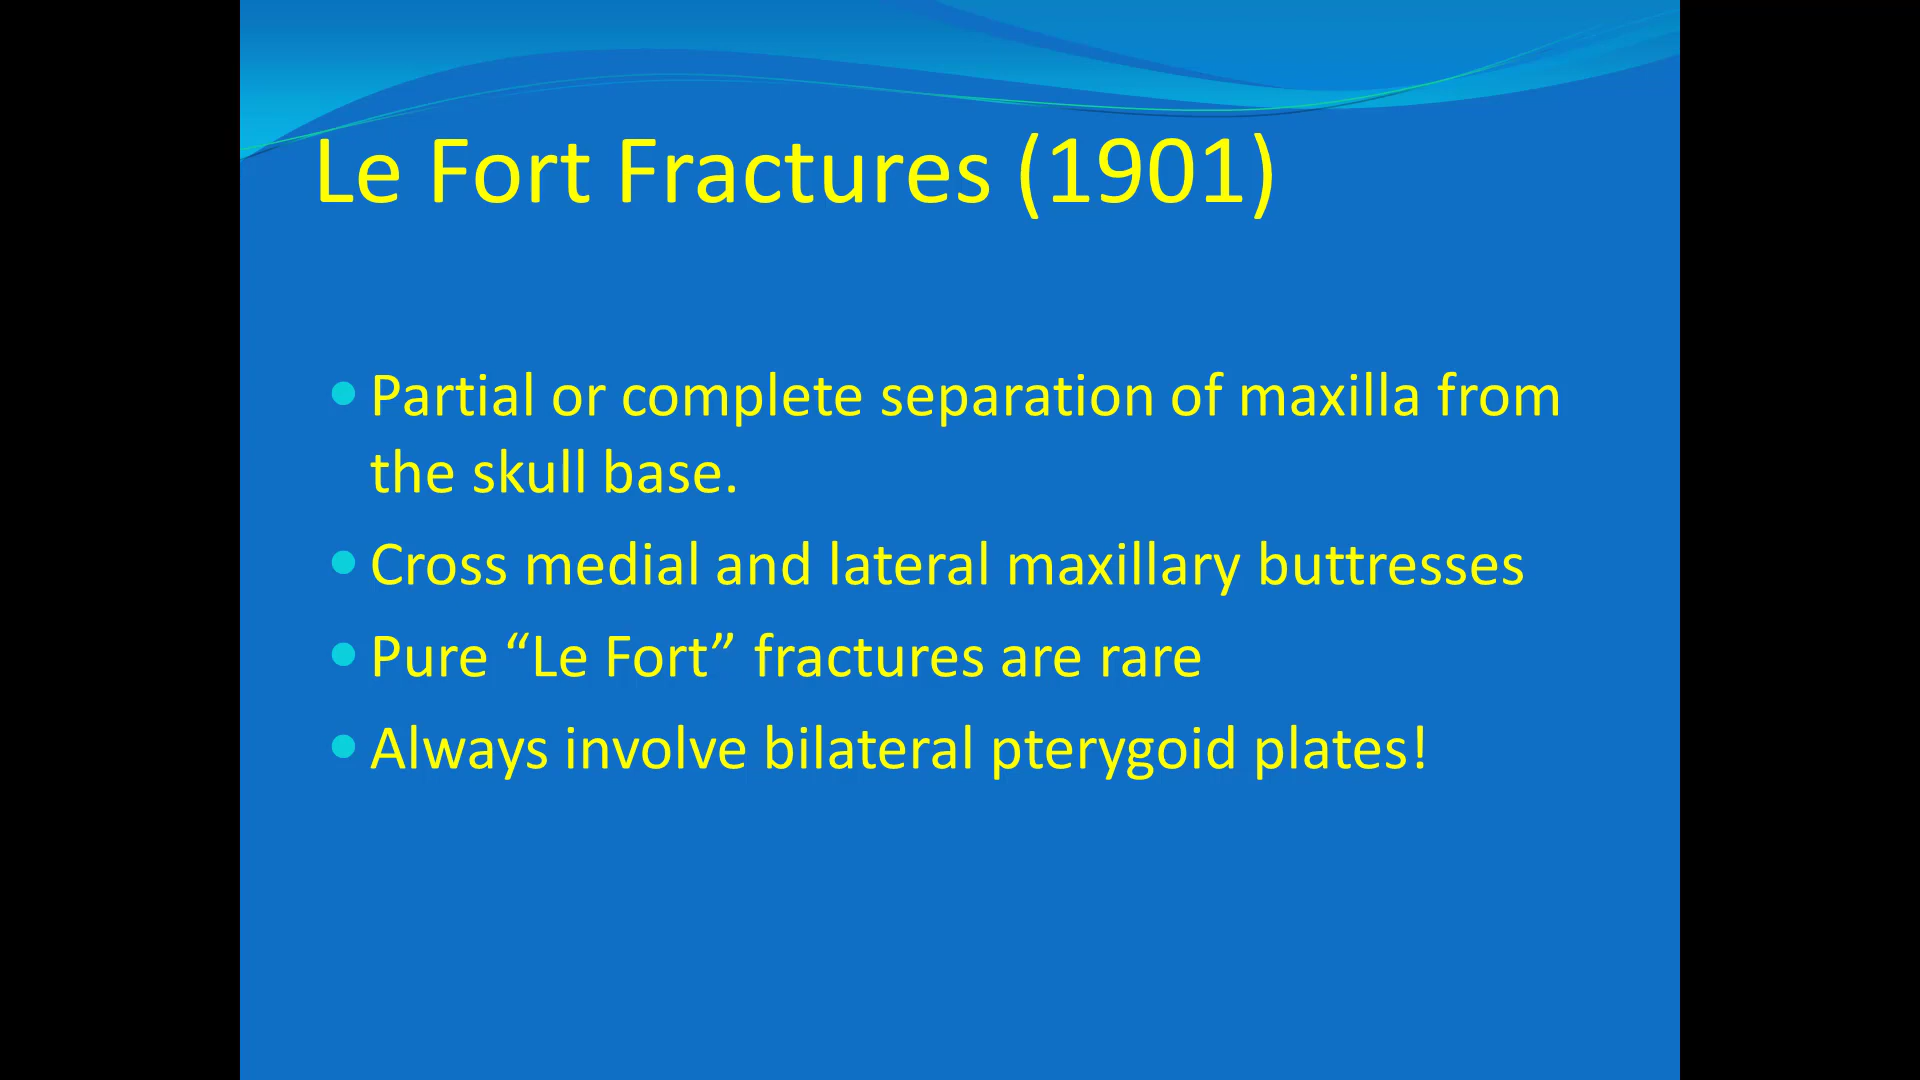 Le Fort Fractures (1901)
• Partial or complete separation of maxilla from
the skull base.
• Cross medial and lateral maxillary buttresses
• Pure “Le Fort” fractures are rare
• Always involve bilateral pterygoid plates!